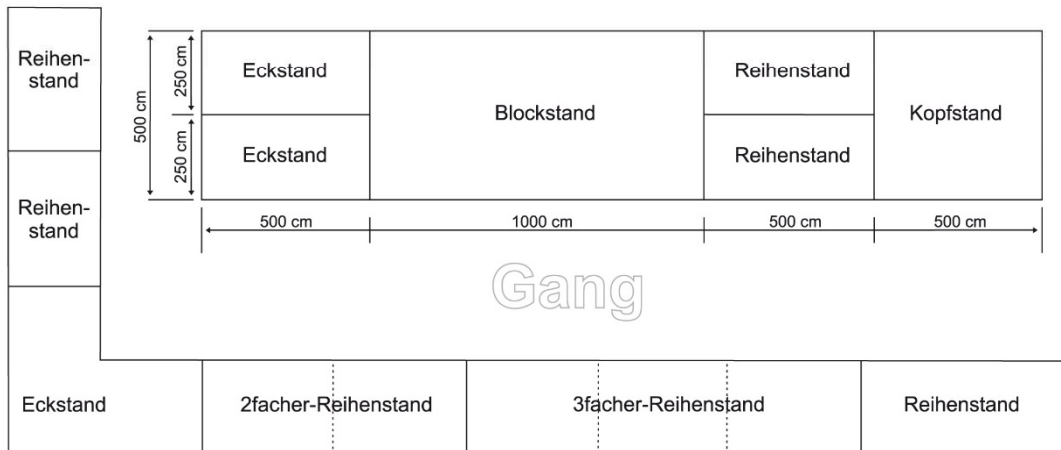 Reihen-
stand
Reihen-
stand
Eckstand
500 cm
250 cm
250 cm
Eckstand
Eckstand
Blockstand
Reihenstand
Reihenstand
Kopfstand
500 cm
1000 cm
500 cm
500 cm
Gang
2facher-Reihenstand
3facher-Reihenstand
Reihenstand